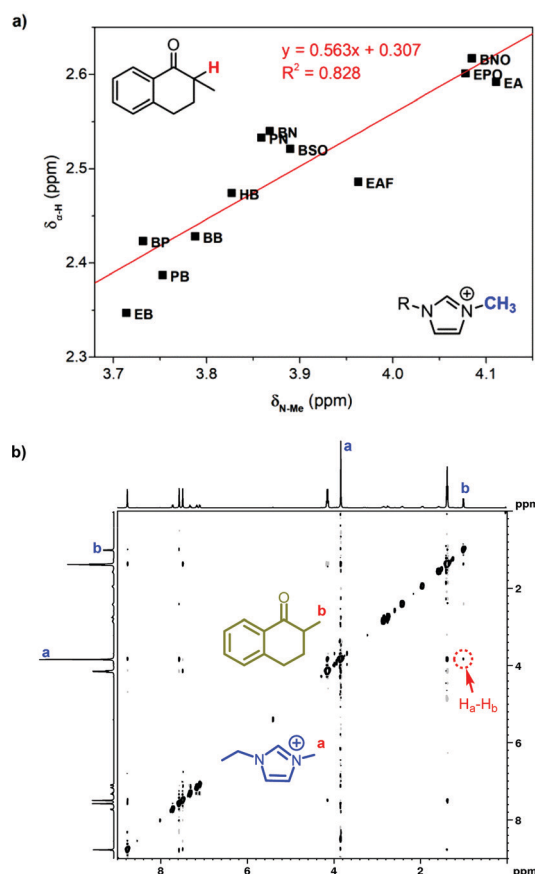 a)
O
H
y = 0.563x + 0.307
R² = 0.828
BNO
EPO
EA
BN
PN
BSO
EAF
HB
BP
BB
PB
EB
R
N
⊕
N
CH₃
2.6
2.5
2.4
2.3
δα-H (ppm)
3.7 3.8 3.9 4.0 4.1
δN-Me (ppm)
b)
a
b
ppm
b
a
O
b
a
⊕
N
N
Hₐ-H_b
2
4
6
8
8 6 4 2 ppm